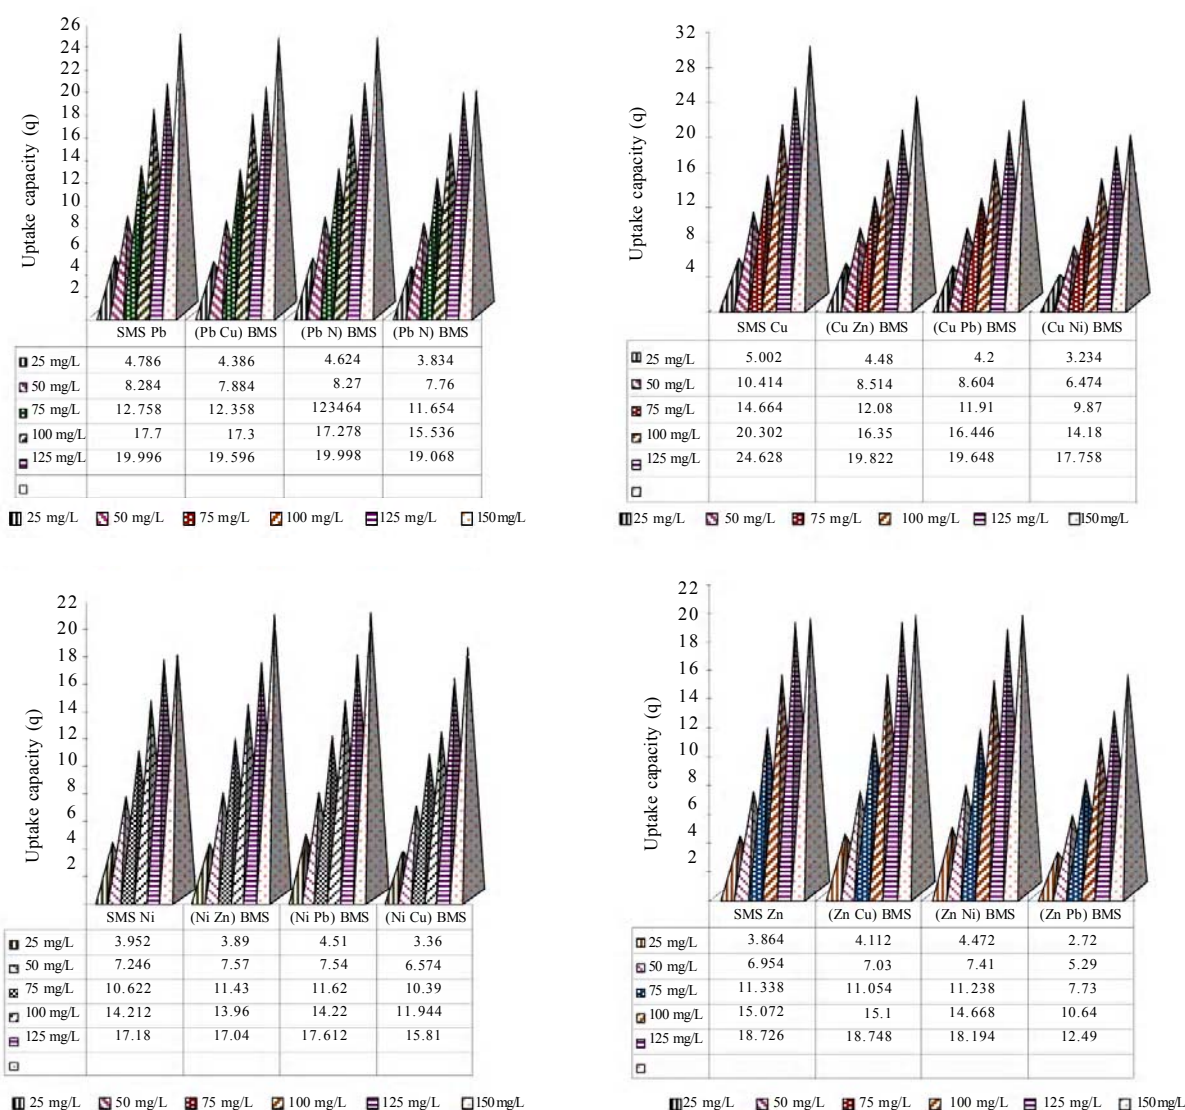 26
24
22
20
18
16
14
12
10
8
6
4
2
Uptake capacity (q)
SMS Pb (Pb Cu) BMS (Pb N) BMS (Pb N) BMS
25 mg/L 4.786 4.386 4.624 3.834
50 mg/L 8.284 7.884 8.27 7.76
75 mg/L 12.758 12.358 123464 11.654
100 mg/L 17.7 17.3 17.278 15.536
125 mg/L 19.996 19.596 19.998 19.068
25 mg/L 50 mg/L 75 mg/L 100 mg/L 125 mg/L 150 mg/L
32
28
24
20
16
12
8
4
Uptake capacity (q)
SMS Cu (Cu Zn) BMS (Cu Pb) BMS (Cu Ni) BMS
25 mg/L 5.002 4.48 4.2 3.234
50 mg/L 10.414 8.514 8.604 6.474
75 mg/L 14.664 12.08 11.91 9.87
100 mg/L 20.302 16.35 16.446 14.18
125 mg/L 24.628 19.822 19.648 17.758
25 mg/L 50 mg/L 75 mg/L 100 mg/L 125 mg/L 150 mg/L
22
20
18
16
14
12
10
8
6
4
2
Uptake capacity (q)
SMS Ni (Ni Zn) BMS (Ni Pb) BMS (Ni Cu) BMS
25 mg/L 3.952 3.89 4.51 3.36
50 mg/L 7.246 7.57 7.54 6.574
75 mg/L 10.622 11.43 11.62 10.39
100 mg/L 14.212 13.96 14.22 11.944
125 mg/L 17.18 17.04 17.612 15.81
25 mg/L 50 mg/L 75 mg/L 100 mg/L 125 mg/L 150 mg/L
22
20
18
16
14
12
10
8
6
4
2
Uptake capacity (q)
SMS Zn (Zn Cu) BMS (Zn Ni) BMS (Zn Pb) BMS
25 mg/L 3.864 4.112 4.472 2.72
50 mg/L 6.954 7.03 7.41 5.29
75 mg/L 11.338 11.054 11.238 7.73
100 mg/L 15.072 15.1 14.668 10.64
125 mg/L 18.726 18.748 18.194 12.49
25 mg/L 50 mg/L 75 mg/L 100 mg/L 125 mg/L 150 mg/L